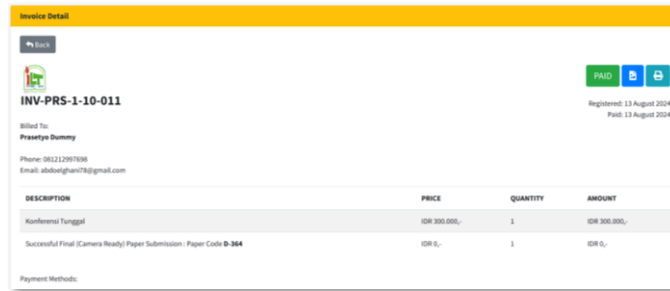 Invoice Detail
Back
PAID
INV-PRS-1-10-011
Registered: 13 August 2024
Paid: 13 August 2024
Billed To:
Prasetyo Dummy
Phone: 081212997698
Email: abdoelghani78@gmail.com
DESCRIPTION PRICE QUANTITY AMOUNT
Konferensi Tunggal IDR 300.000,- 1 IDR 300.000,-
Successful Final (Camera Ready) Paper Submission : Paper Code D-364 IDR 0,- 1 IDR 0,-
Payment Methods: